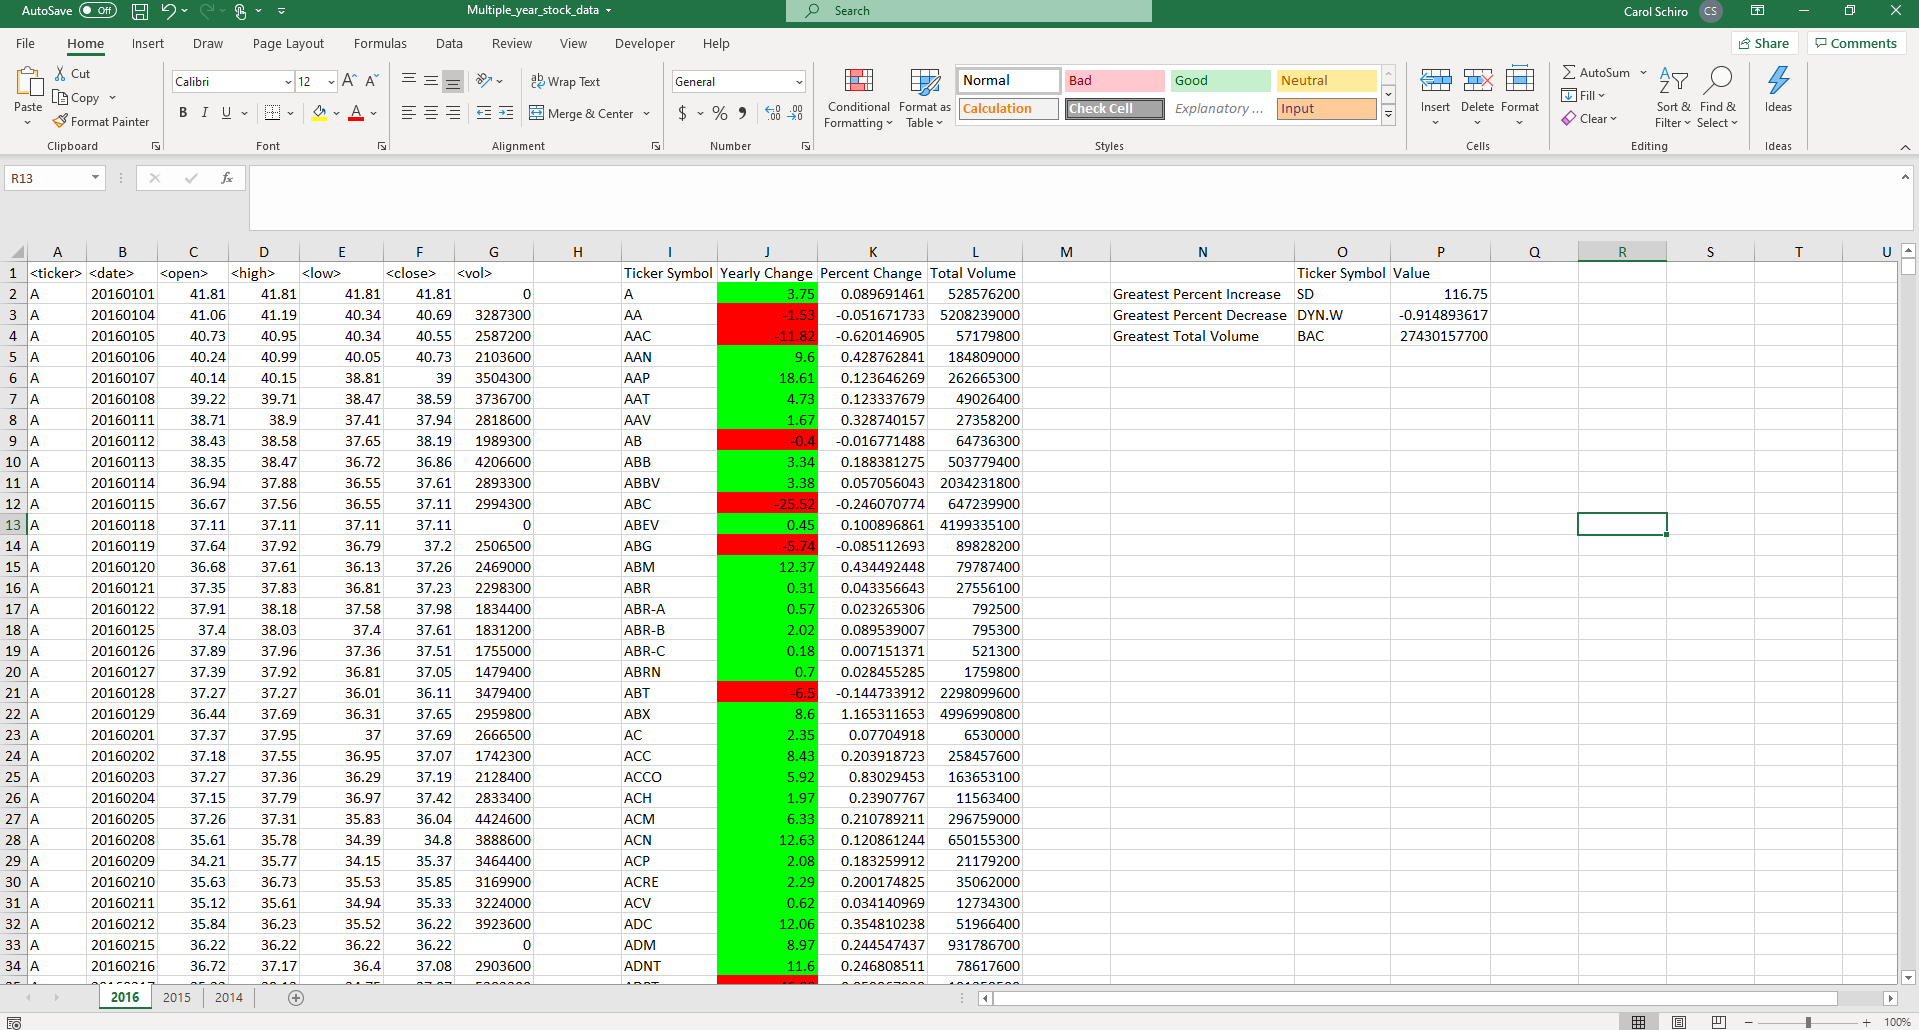 AutoSave Off Multiple_year_stock_data Search Carol Schiro CS
File Home Insert Draw Page Layout Formulas Data Review View Developer Help Share Comments
Cut
Copy
Format Painter
Paste
Clipboard
Calibri 12
B I U
Font
Wrap Text
Merge & Center
Alignment
General
$ % ,
Number
Conditional Formatting
Format as Table
Normal Bad Good Neutral
Calculation Check Cell Explanatory ... Input
Styles
Insert Delete Format
Cells
AutoSum
Fill
Clear
Sort & Filter
Find & Select
Editing
Ideas
Ideas
R13 fx
A B C D E F G H I J K L M N O P Q R S T U
1 <ticker> <date> <open> <high> <low> <close> <vol> Ticker Symbol Yearly Change Percent Change Total Volume Ticker Symbol Value
2 A 20160101 41.81 41.81 41.81 41.81 0 A 3.75 0.089691461 528576200 Greatest Percent Increase SD 116.75
3 A 20160104 41.06 41.19 40.34 40.69 3287300 AA -1.53 -0.051671733 5208239000 Greatest Percent Decrease DYN.W -0.914893617
4 A 20160105 40.73 40.95 40.34 40.55 2587200 AAC -11.82 -0.620146905 57179800 Greatest Total Volume BAC 27430157700
5 A 20160106 40.24 40.99 40.05 40.73 2103600 AAN 9.6 0.428762841 184809000
6 A 20160107 40.14 40.15 38.81 39 3504300 AAP 18.61 0.123646269 262665300
7 A 20160108 39.22 39.71 38.47 38.59 3736700 AAT 4.73 0.123337679 49026400
8 A 20160111 38.71 38.9 37.41 37.94 2818600 AAV 1.67 0.328740157 27358200
9 A 20160112 38.43 38.58 37.65 38.19 1989300 AB -0.4 -0.016771488 64736300
10 A 20160113 38.35 38.47 36.72 36.86 4206600 ABB 3.34 0.188381275 503779400
11 A 20160114 36.94 37.88 36.55 37.61 2893300 ABBV 3.38 0.057056043 2034231800
12 A 20160115 36.67 37.56 36.55 37.11 2994300 ABC -25.52 -0.246070774 647239900
13 A 20160118 37.11 37.11 37.11 37.11 0 ABEV 0.45 0.100896861 4199335100
14 A 20160119 37.64 37.92 36.79 37.2 2506500 ABG -5.74 -0.085112693 89828200
15 A 20160120 36.68 37.61 36.13 37.26 2469000 ABM 12.37 0.434492448 79787400
16 A 20160121 37.35 37.83 36.81 37.23 2298300 ABR 0.31 0.043356643 27556100
17 A 20160122 37.91 38.18 37.58 37.98 1834400 ABR-A 0.57 0.023265306 792500
18 A 20160125 37.4 38.03 37.4 37.61 1831200 ABR-B 2.02 0.089539007 795300
19 A 20160126 37.89 37.96 37.36 37.51 1755000 ABR-C 0.18 0.007151371 521300
20 A 20160127 37.39 37.92 36.81 37.05 1479400 ABRN 0.7 0.028455285 1759800
21 A 20160128 37.27 37.27 36.01 36.11 3479400 ABT -6.5 -0.144733912 2298099600
22 A 20160129 36.44 37.69 36.31 37.65 2959800 ABX 8.6 1.165311653 4996990800
23 A 20160201 37.37 37.95 37 37.69 2666500 AC 2.35 0.07704918 6530000
24 A 20160202 37.18 37.55 36.95 37.07 1742300 ACC 8.43 0.203918723 258457600
25 A 20160203 37.27 37.36 36.29 37.19 2128400 ACCO 5.92 0.83029453 163653100
26 A 20160204 37.15 37.79 36.97 37.42 2833400 ACH 1.97 0.23907767 11563400
27 A 20160205 37.26 37.31 35.83 36.04 4424600 ACM 6.33 0.210789211 296759000
28 A 20160208 35.61 35.78 34.39 34.8 3888600 ACN 12.63 0.120861244 650155300
29 A 20160209 34.21 35.77 34.15 35.37 3464400 ACP 2.08 0.183259912 21179200
30 A 20160210 35.63 36.73 35.53 35.85 3169900 ACRE 2.29 0.200174825 35062000
31 A 20160211 35.12 35.61 34.94 35.33 3224000 ACV 0.62 0.034140969 12734300
32 A 20160212 35.84 36.23 35.52 36.22 3923600 ADC 12.06 0.354810238 51966400
33 A 20160215 36.22 36.22 36.22 36.22 0 ADM 8.97 0.244547437 931786700
34 A 20160216 36.72 37.17 36.4 37.08 2903600 ADNT 11.6 0.246808511 78617600
2016 2015 2014
100%